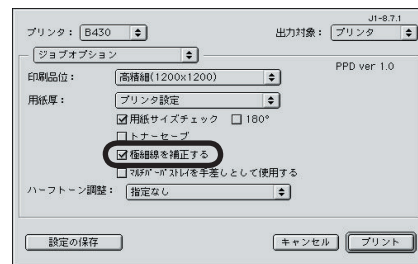 J1-8.7.1
プリンタ： B430 出力対象： プリンタ
ジョブオプション
PPD ver 1.0
印刷品位： 高精細(1200x1200)
用紙厚： プリンタ設定
用紙サイズチェック 180°
トナーセーブ
極細線を補正する
ﾏﾙﾁﾊﾟｰﾊﾟｽﾄﾚｲを手差しとして使用する
ハーフトーン調整： 指定なし
設定の保存 キャンセル プリント